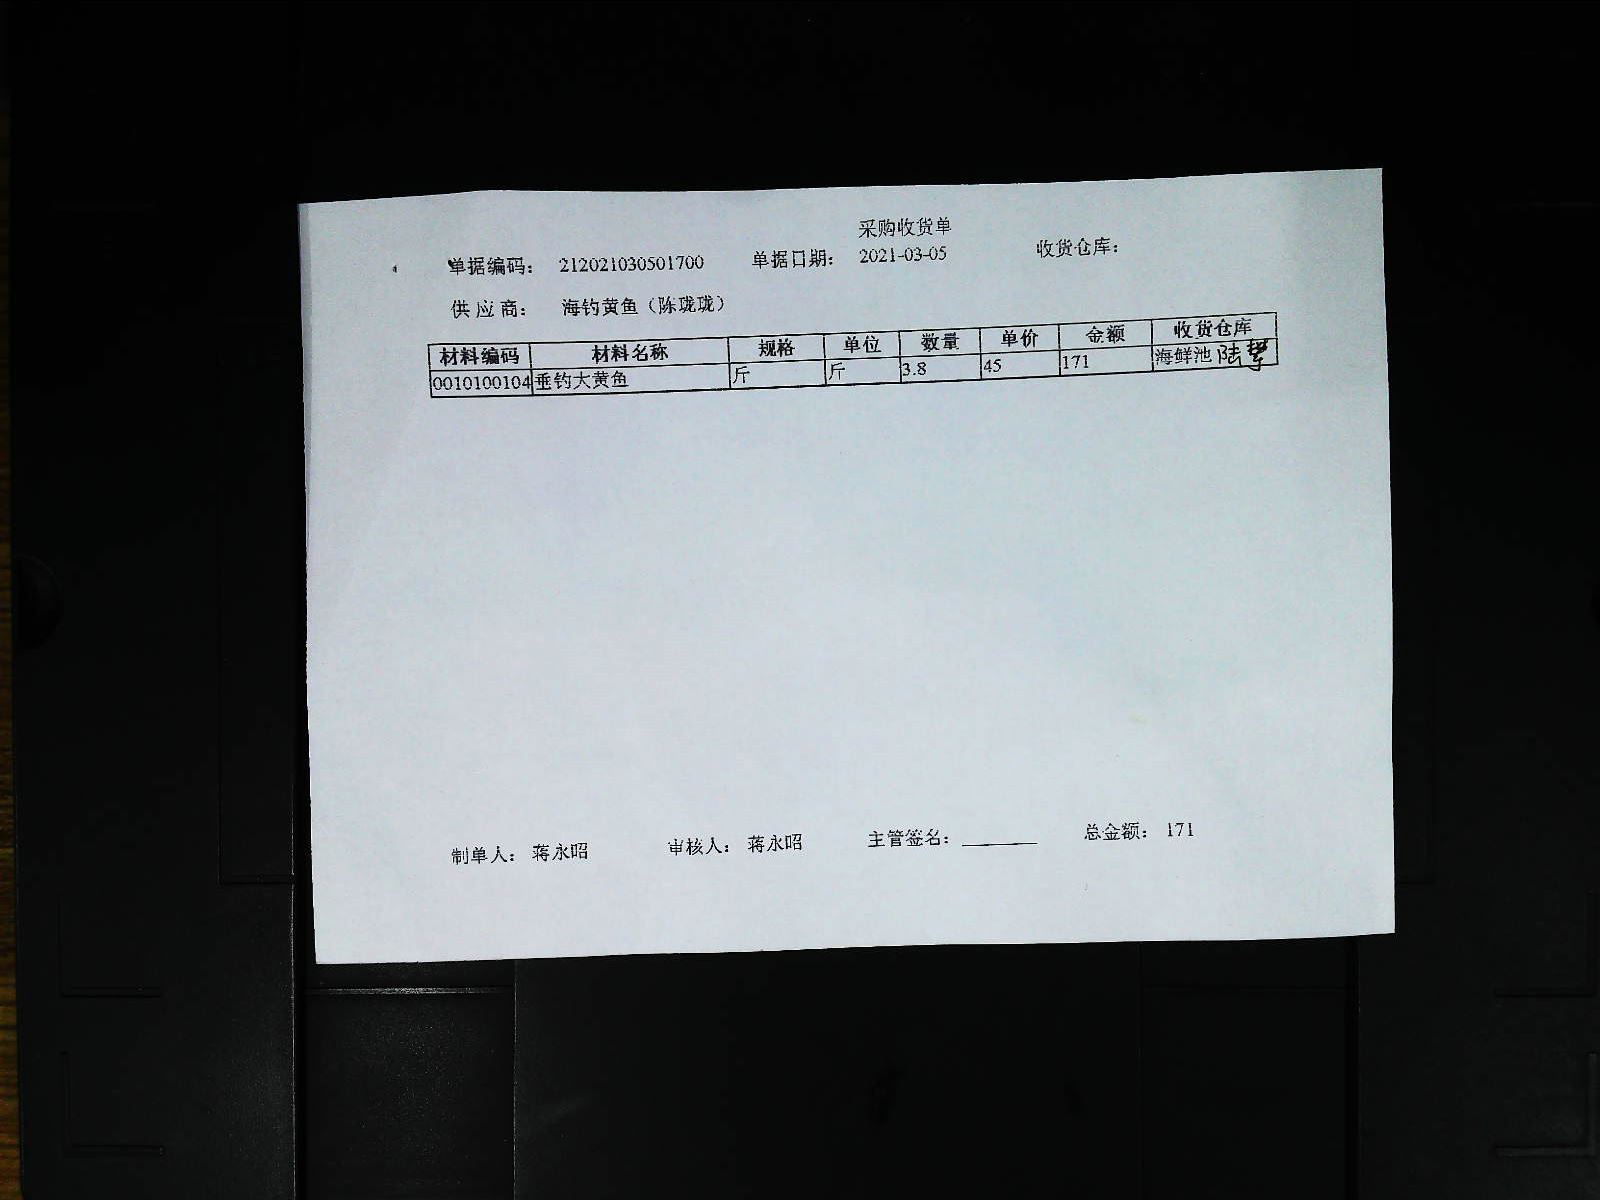 采购收货单
单据编码： 212021030501700 单据日期： 2021-03-05 收货仓库：
供应商： 海钓黄鱼（陈珑珑）
材料编码 材料名称 规格 单位 数量 单价 金额 收货仓库
0010100104 垂钓大黄鱼 斤 斤 3.8 45 171 海鲜池 陆
制单人： 蒋永昭 审核人： 蒋永昭 主管签名：______ 总金额： 171